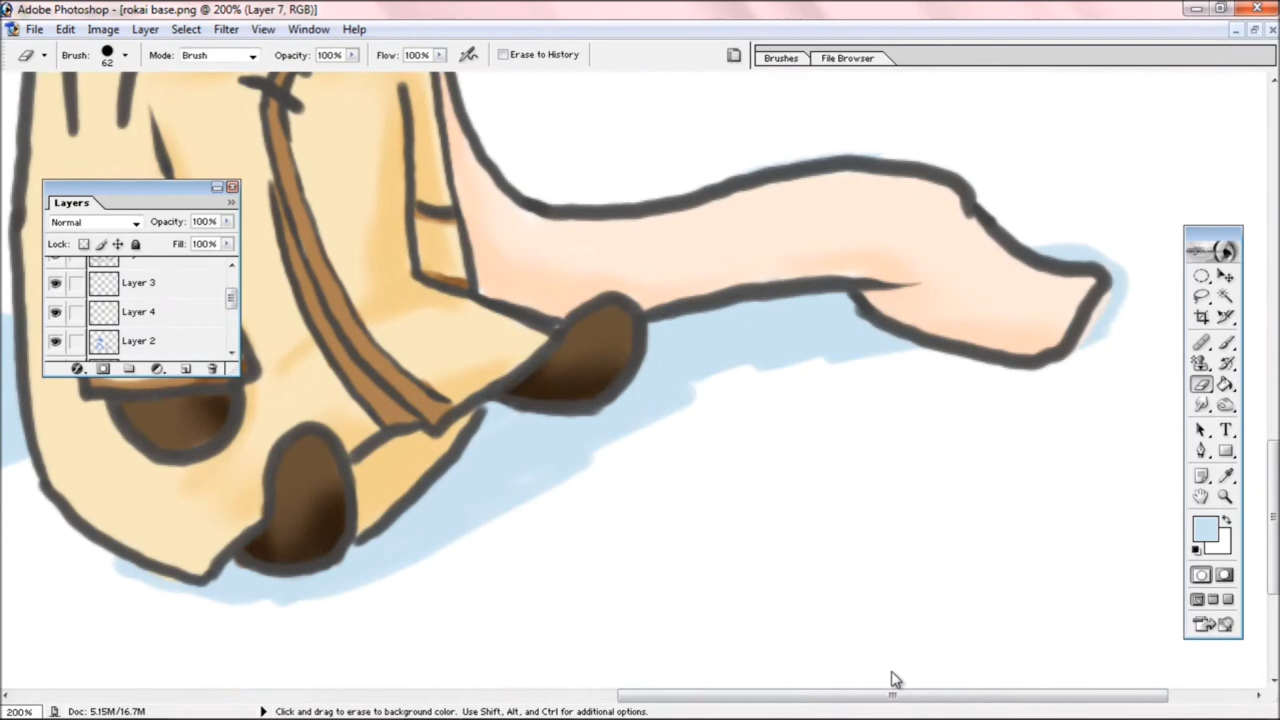 Adobe Photoshop - [rokai base.png @ 200% (Layer 7, RGB)]
File Edit Image Layer Select Filter View Window Help
Brush: 62 Mode: Brush Opacity: 100% Flow: 100% Erase to History Brushes File Browser
Layers
Normal Opacity: 100%
Lock: Fill: 100%
Layer 3
Layer 4
Layer 2
T
200% Doc: 5.15M/16.7M Click and drag to erase to background color. Use Shift, Alt, and Ctrl for additional options.